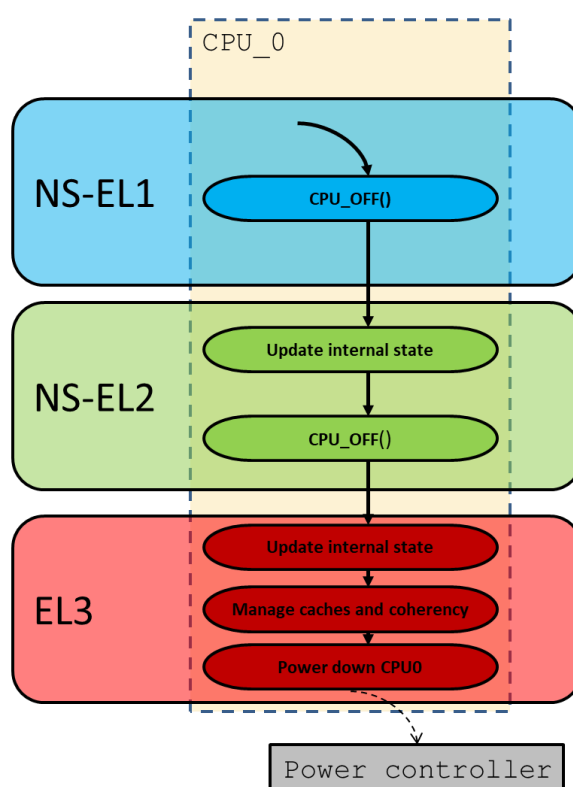 CPU_0
NS-EL1
CPU_OFF()
NS-EL2
Update internal state
CPU_OFF()
EL3
Update internal state
Manage caches and coherency
Power down CPU0
Power controller